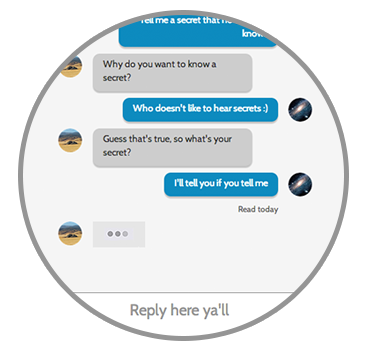 Tell me a secret that no
know
Why do you want to know a
secret?
Who doesn't like to hear secrets :)
Guess that's true, so what's your
secret?
I'll tell you if you tell me
Read today
Reply here ya'll